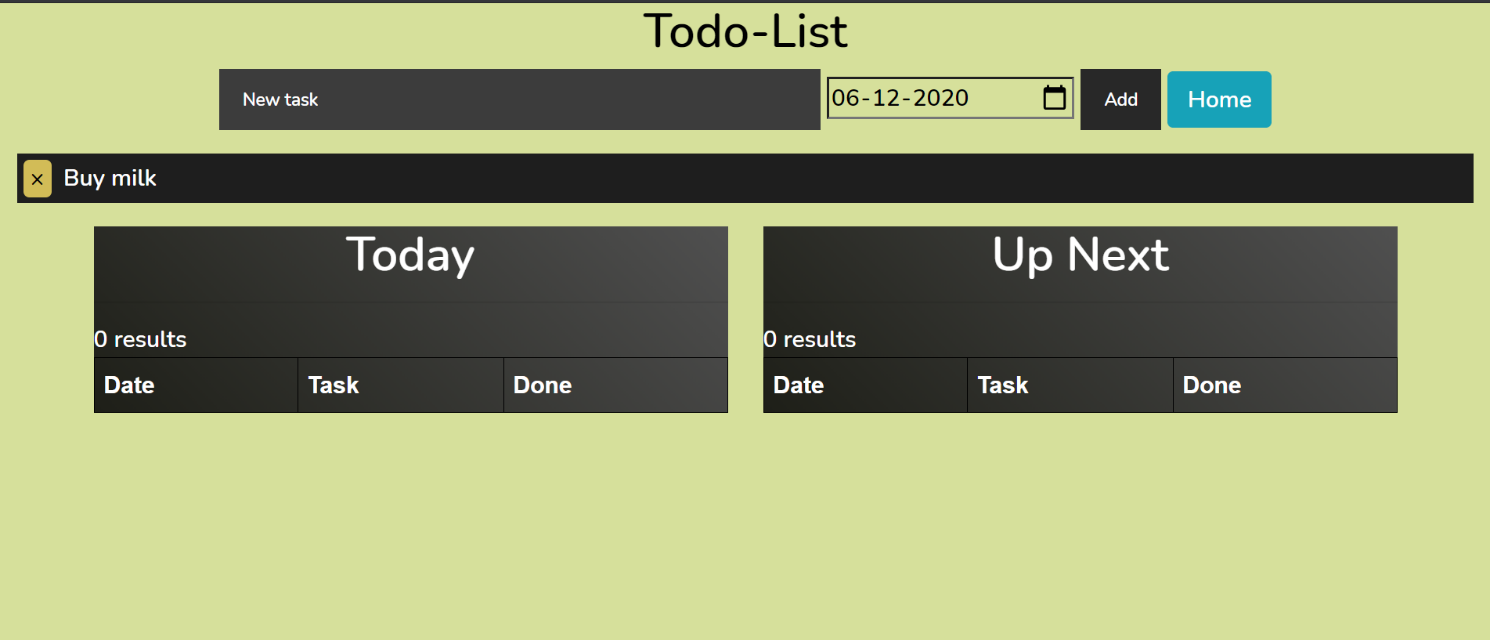 Todo-List
New task 06-12-2020 Add Home
× Buy milk
Today
0 results
Date Task Done
Up Next
0 results
Date Task Done